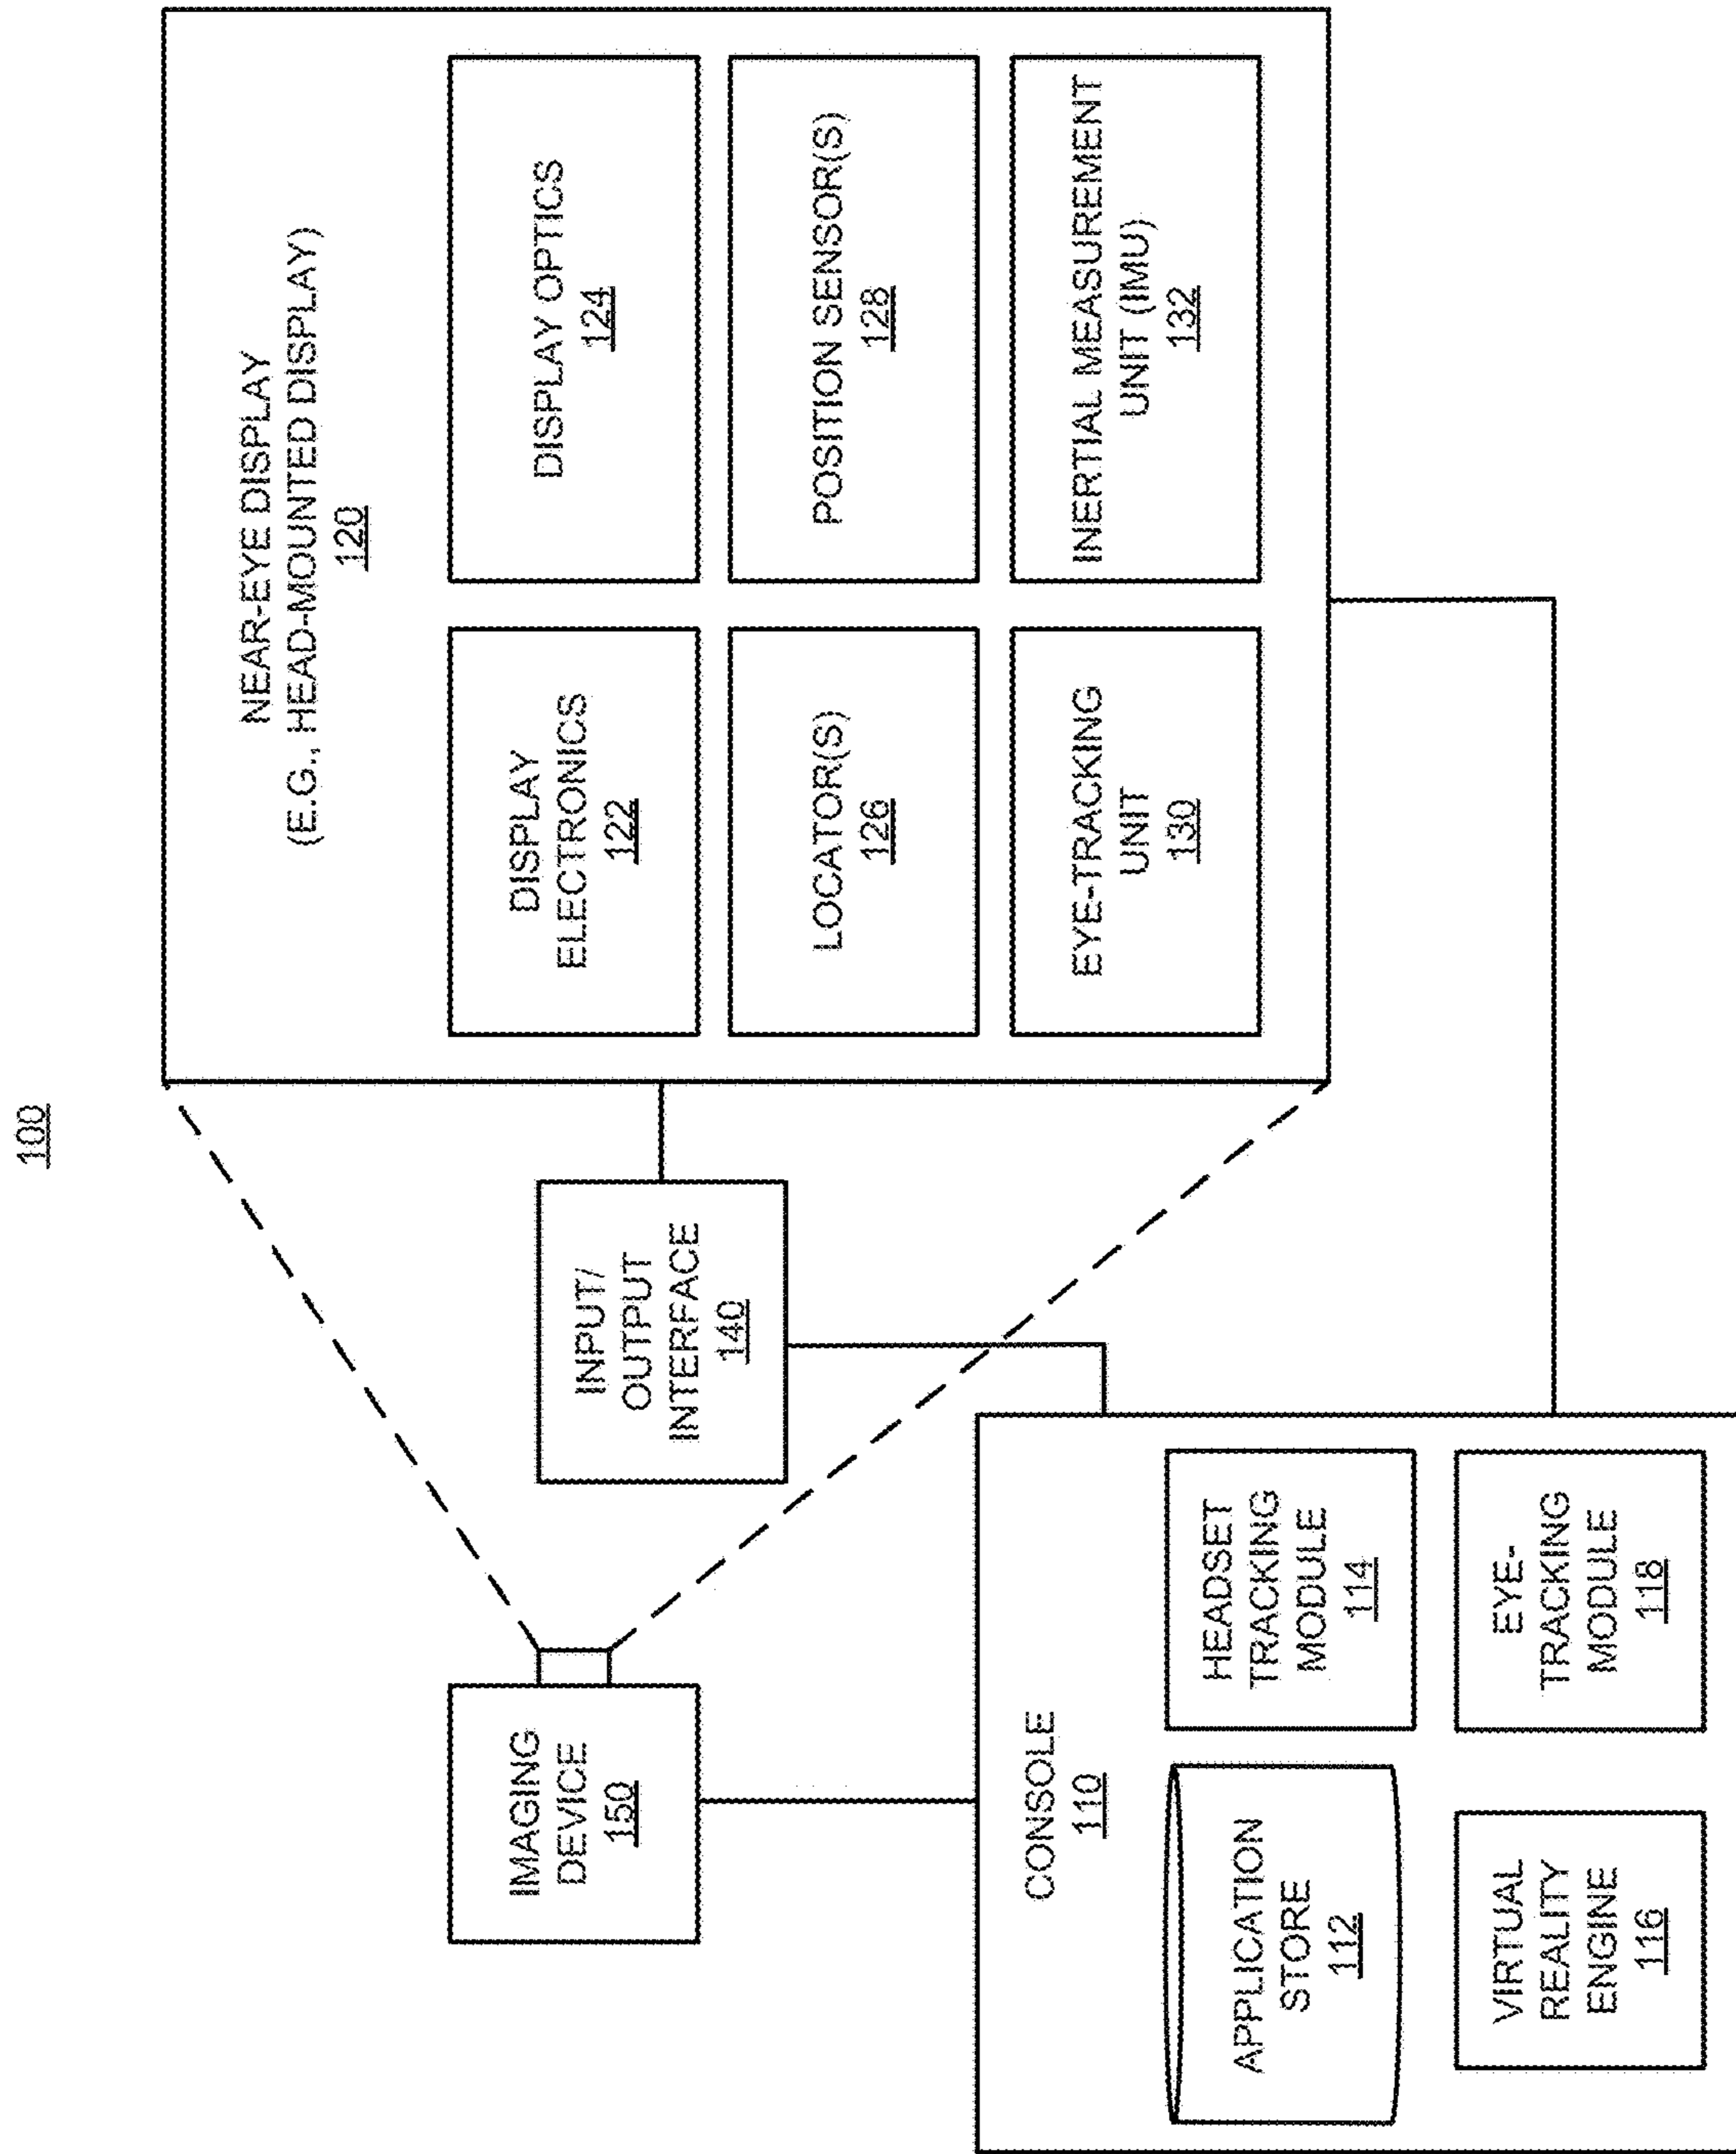 100
NEAR-EYE DISPLAY
(E.G., HEAD-MOUNTED DISPLAY)
120
DISPLAY
ELECTRONICS
122
DISPLAY OPTICS
124
LOCATOR(S)
126
POSITION SENSOR(S)
128
EYE-TRACKING
UNIT
130
INERTIAL MEASUREMENT
UNIT (IMU)
132
IMAGING
DEVICE
150
INPUT/
OUTPUT
INTERFACE
140
CONSOLE
110
APPLICATION
STORE
112
HEADSET
TRACKING
MODULE
114
VIRTUAL
REALITY
ENGINE
116
EYE-
TRACKING
MODULE
118